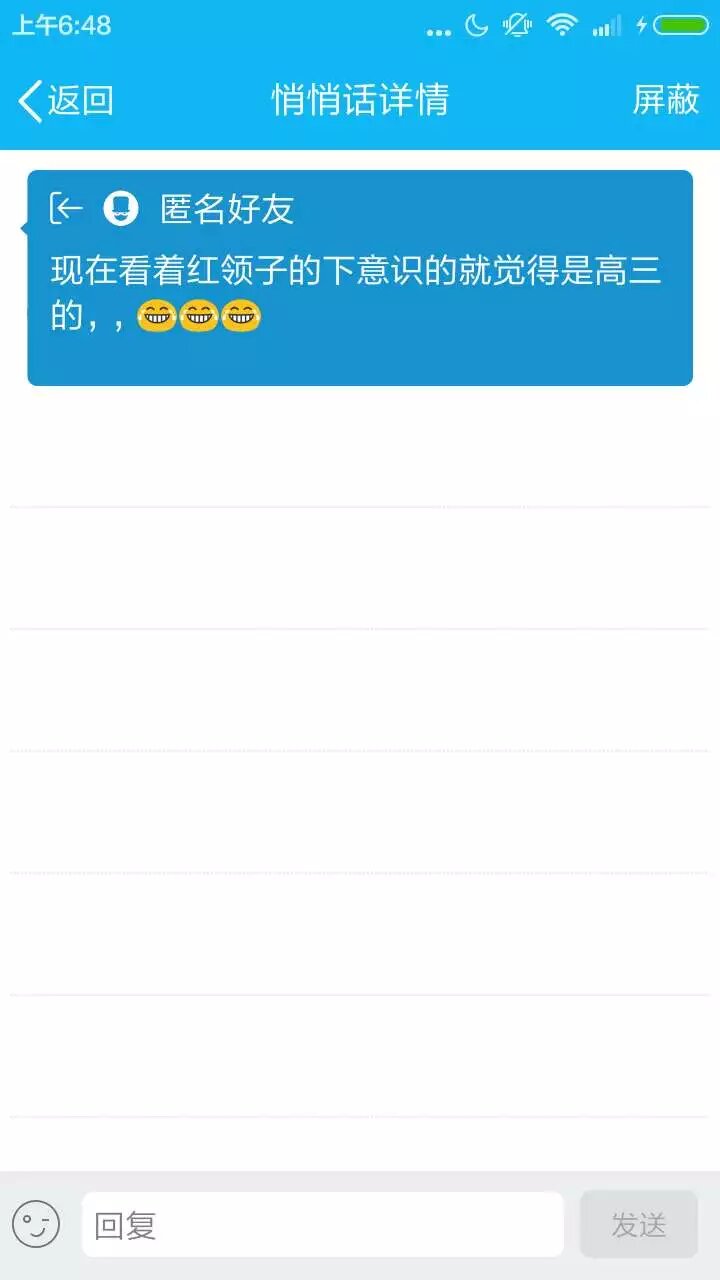 上午6:48
返回 悄悄话详情 屏蔽
匿名好友
现在看着红领子的下意识的就觉得是高三
的，，😂😂😂
回复 发送